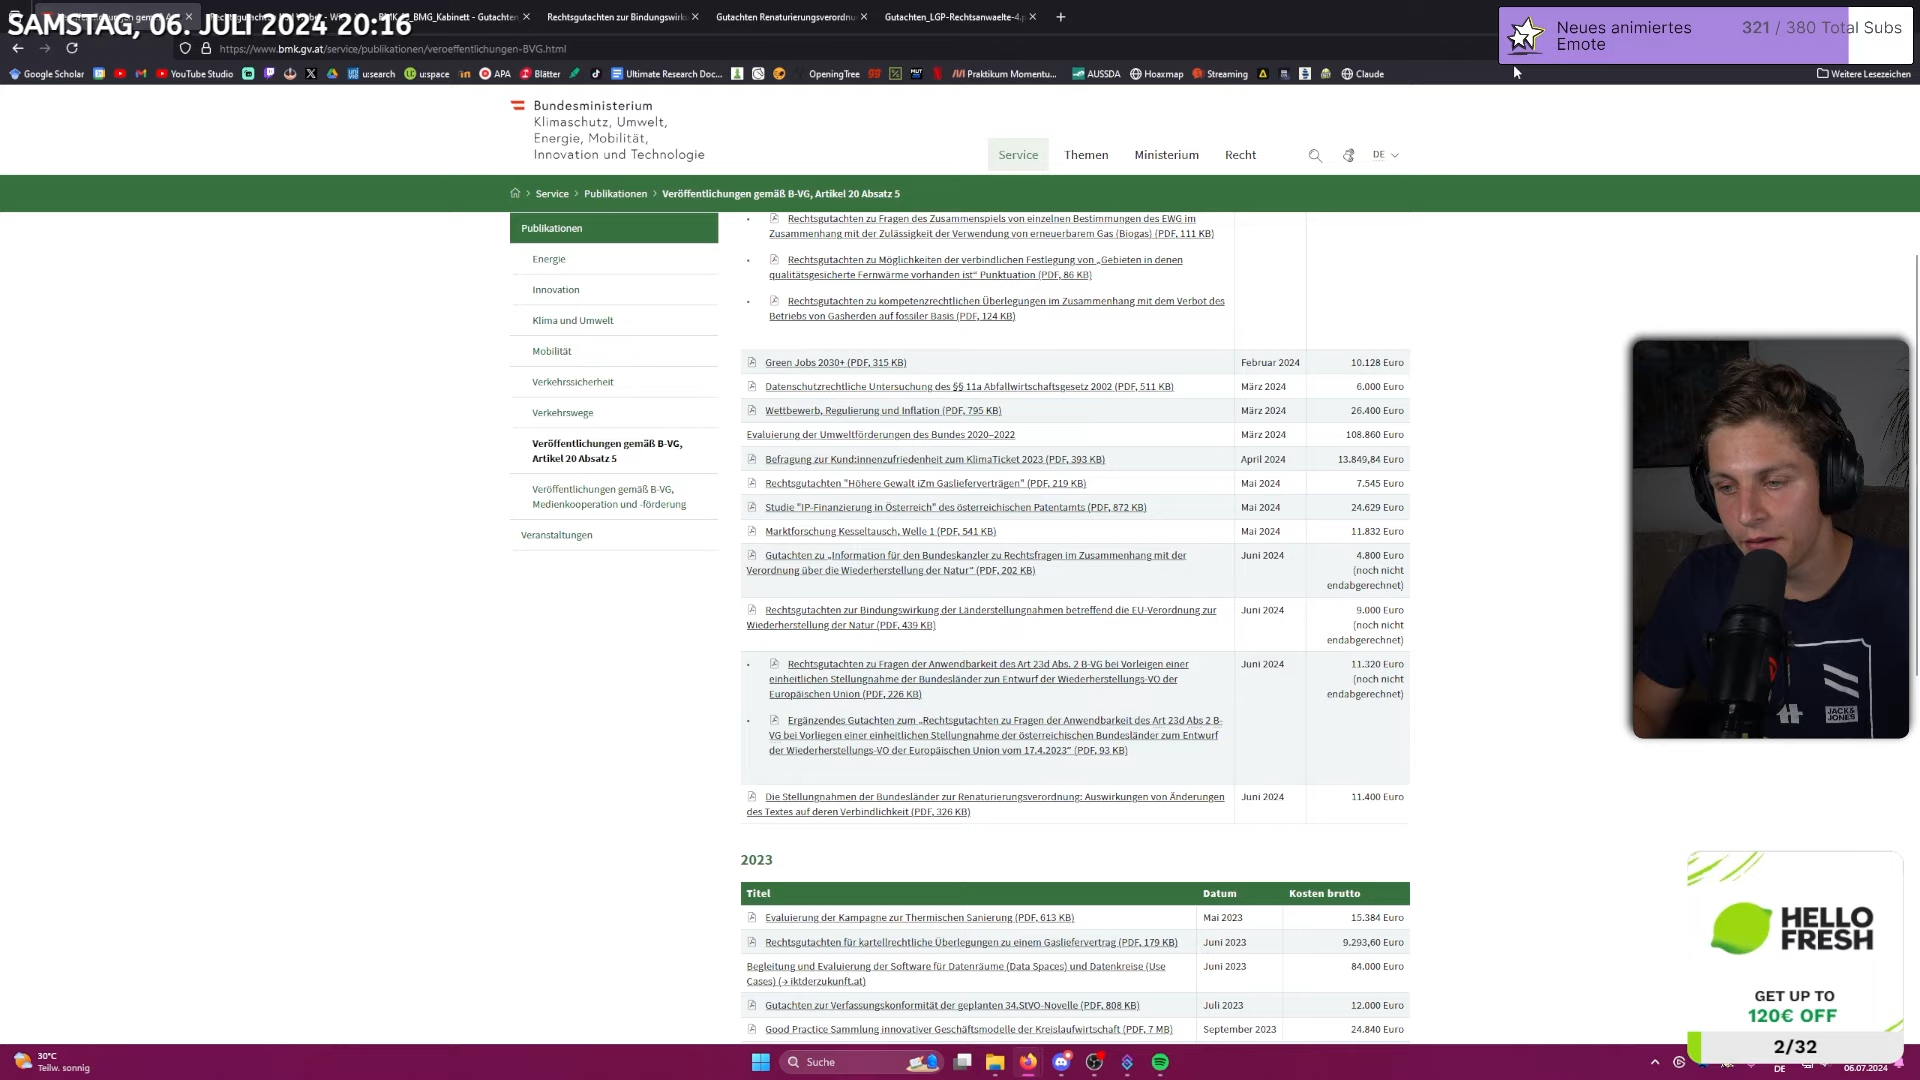 SAMSTAG, 06. JULI 2024 20:16
BMG_Kabinett - Gutachten
Rechtsgutachten zur Bindungswirk
Gutachten Renaturierungsverordnu
Gutachten_LGP-Rechtsanwaelte-4.
https://www.bmk.gv.at/service/publikationen/veroeffentlichungen-BVG.html
Neues animiertes
Emote
321 / 380 Total Subs
Google Scholar
YouTube Studio
u:search
u:space
APA
Blätter
Ultimate Research Doc...
OpeningTree
Praktikum Momentu...
AUSSDA
Hoaxmap
Streaming
Claude
Weitere Lesezeichen
Bundesministerium
Klimaschutz, Umwelt,
Energie, Mobilität,
Innovation und Technologie
Service
Themen
Ministerium
Recht
DE
Service
Publikationen
Veröffentlichungen gemäß B-VG, Artikel 20 Absatz 5
Publikationen
Energie
Innovation
Klima und Umwelt
Mobilität
Verkehrssicherheit
Verkehrswege
Veröffentlichungen gemäß B-VG,
Artikel 20 Absatz 5
Veröffentlichungen gemäß B-VG,
Medienkooperation und -förderung
Veranstaltungen
Rechtsgutachten zu Fragen des Zusammenspiels von einzelnen Bestimmungen des EWG im
Zusammenhang mit der Zulässigkeit der Verwendung von erneuerbarem Gas (Biogas) (PDF, 111 KB)
Rechtsgutachten zu Möglichkeiten der verbindlichen Festlegung von „Gebieten in denen
qualitätsgesicherte Fernwärme vorhanden ist“ Punktuation (PDF, 86 KB)
Rechtsgutachten zu kompetenzrechtlichen Überlegungen im Zusammenhang mit dem Verbot des
Betriebs von Gasherden auf fossiler Basis (PDF, 124 KB)
Green Jobs 2030+ (PDF, 315 KB) Februar 2024 10.128 Euro
Datenschutzrechtliche Untersuchung des §§ 11a Abfallwirtschaftsgesetz 2002 (PDF, 511 KB) März 2024 6.000 Euro
Wettbewerb, Regulierung und Inflation (PDF, 795 KB) März 2024 26.400 Euro
Evaluierung der Umweltförderungen des Bundes 2020–2022 März 2024 108.860 Euro
Befragung zur Kund:innenzufriedenheit zum KlimaTicket 2023 (PDF, 393 KB) April 2024 13.849,84 Euro
Rechtsgutachten "Höhere Gewalt iZm Gaslieferverträgen" (PDF, 219 KB) Mai 2024 7.545 Euro
Studie "IP-Finanzierung in Österreich" des österreichischen Patentamts (PDF, 872 KB) Mai 2024 24.629 Euro
Marktforschung Kesseltausch, Welle 1 (PDF, 541 KB) Mai 2024 11.832 Euro
Gutachten zu „Information für den Bundeskanzler zu Rechtsfragen im Zusammenhang mit der Juni 2024 4.800 Euro
Verordnung über die Wiederherstellung der Natur“ (PDF, 202 KB) (noch nicht
endabgerechnet)
Rechtsgutachten zur Bindungswirkung der Länderstellungnahmen betreffend die EU-Verordnung zur Juni 2024 9.000 Euro
Wiederherstellung der Natur (PDF, 439 KB) (noch nicht
endabgerechnet)
Rechtsgutachten zu Fragen der Anwendbarkeit des Art 23d Abs. 2 B-VG bei Vorleigen einer Juni 2024 11.320 Euro
einheitlichen Stellungnahme der Bundesländer zun Entwurf der Wiederherstellungs-VO der (noch nicht
Europäischen Union (PDF, 226 KB) endabgerechnet)
Ergänzendes Gutachten zum „Rechtsgutachten zu Fragen der Anwendbarkeit des Art 23d Abs 2 B-
VG bei Vorliegen einer einheitlichen Stellungnahme der österreichischen Bundesländer zum Entwurf
der Wiederherstellungs-VO der Europäischen Union vom 17.4.2023“ (PDF, 93 KB)
Die Stellungnahmen der Bundesländer zur Renaturierungsverordnung: Auswirkungen von Änderungen Juni 2024 11.400 Euro
des Textes auf deren Verbindlichkeit (PDF, 326 KB)
2023
Titel Datum Kosten brutto
Evaluierung der Kampagne zur Thermischen Sanierung (PDF, 613 KB) Mai 2023 15.384 Euro
Rechtsgutachten für kartellrechtliche Überlegungen zu einem Gasliefervertrag (PDF, 179 KB) Juni 2023 9.293,60 Euro
Begleitung und Evaluierung der Software für Datenräume (Data Spaces) und Datenkreise (Use Juni 2023 84.000 Euro
Cases) (→ iktderzukunft.at)
Gutachten zur Verfassungskonformität der geplanten 34.StVO-Novelle (PDF, 808 KB) Juli 2023 12.000 Euro
Good Practice Sammlung innovativer Geschäftsmodelle der Kreislaufwirtschaft (PDF, 7 MB) September 2023 24.840 Euro
JACK&
JONES
HELLO
FRESH
GET UP TO
120€ OFF
2/32
30°C
Teilw. sonnig
Suche
DE
06.07.2024